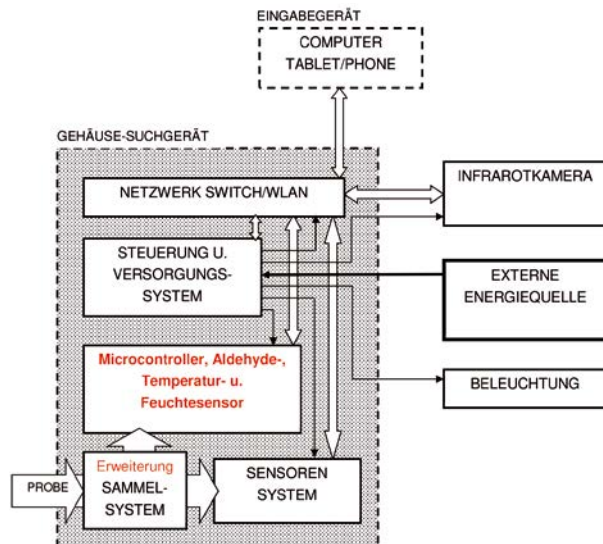 EINGABEGERÄT
COMPUTER
TABLET/PHONE
GEHÄUSE-SUCHGERÄT
NETZWERK SWITCH/WLAN
INFRAROTKAMERA
STEUERUNG U.
VERSORGUNGS-
SYSTEM
EXTERNE
ENERGIEQUELLE
Microcontroller, Aldehyde-,
Temperatur- u.
Feuchtesensor
BELEUCHTUNG
PROBE
Erweiterung
SAMMEL-
SYSTEM
SENSOREN
SYSTEM